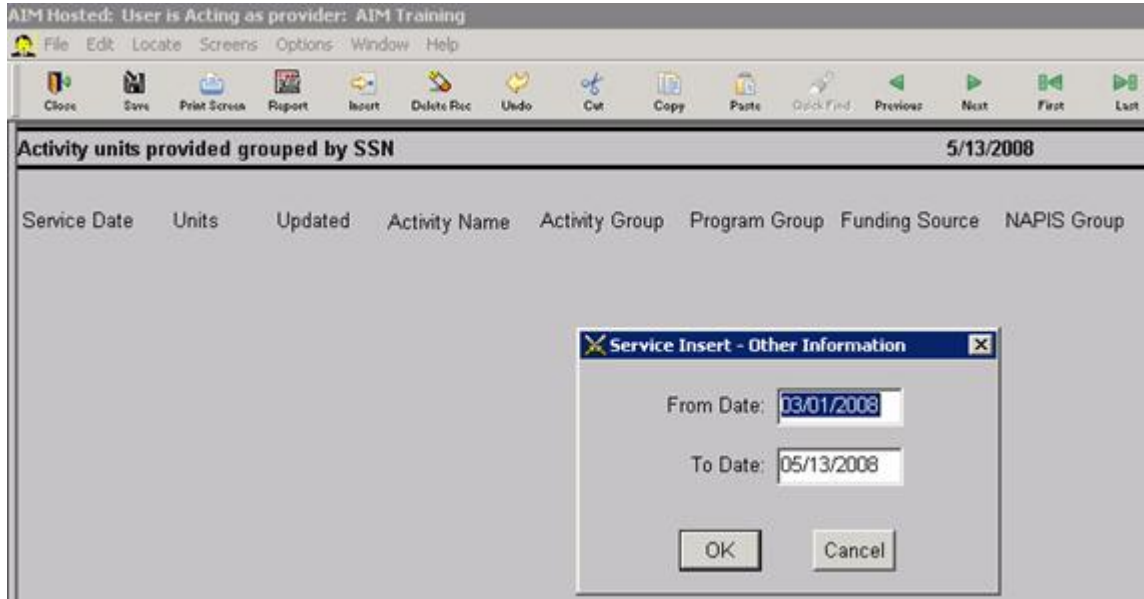 AIM Hosted: User is Acting as provider: AIM Training
File Edit Locate Screens Options Window Help
Close Save Print Screen Report Insert Delete Rec Undo Cut Copy Paste Quick Find Previous Next First Last
Activity units provided grouped by SSN 5/13/2008
Service Date Units Updated Activity Name Activity Group Program Group Funding Source NAPIS Group
Service Insert - Other Information
From Date: 03/01/2008
To Date: 05/13/2008
OK Cancel